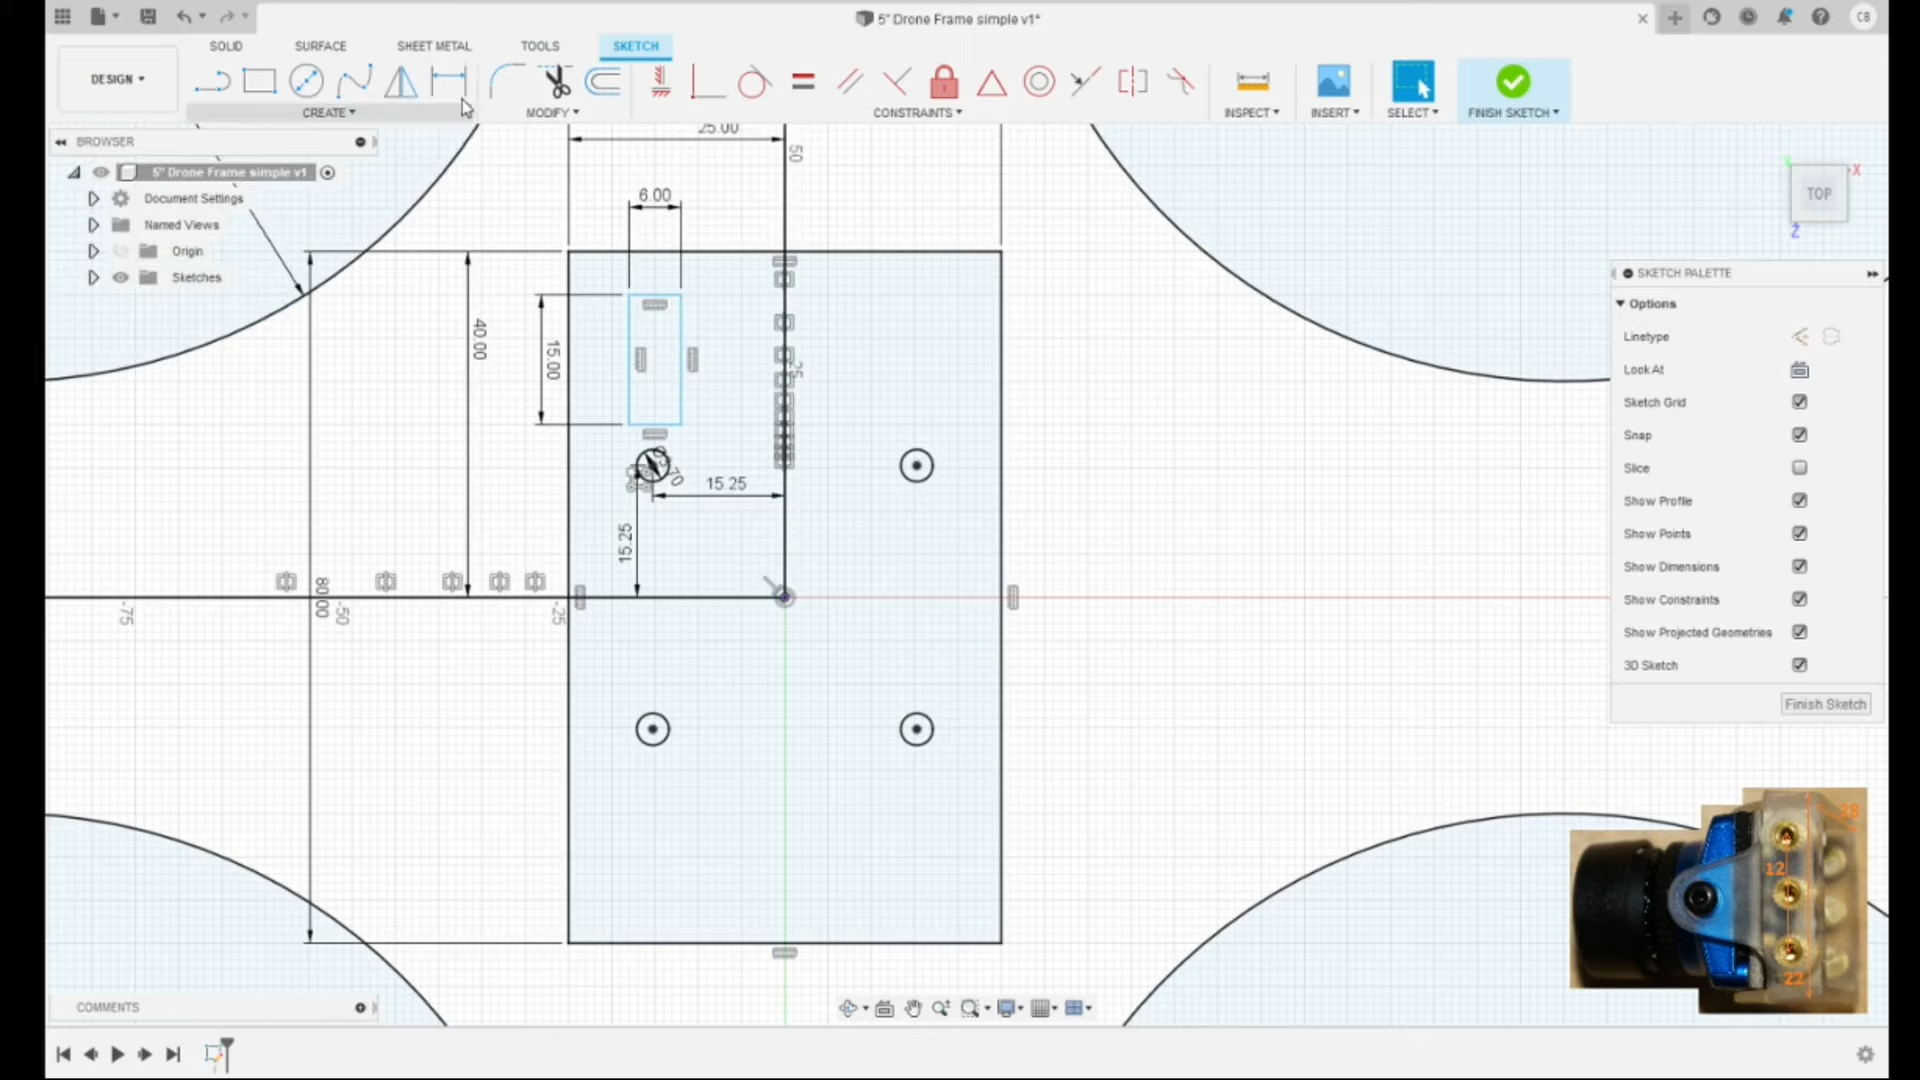 5" Drone Frame simple v1*
CB
DESIGN
SOLID
SURFACE
SHEET METAL
TOOLS
SKETCH
CREATE
MODIFY
CONSTRAINTS
INSPECT
INSERT
SELECT
FINISH SKETCH
BROWSER
5" Drone Frame simple v1
Document Settings
Named Views
Origin
Sketches
25.00
50
6.00
40.00
15.00
25
Ø3.70
15.25
15.25
80.00
-75
-50
-25
TOP
X
Z
SKETCH PALETTE
Options
Linetype
Look At
Sketch Grid
Snap
Slice
Show Profile
Show Points
Show Dimensions
Show Constraints
Show Projected Geometries
3D Sketch
Finish Sketch
28
12
22
COMMENTS